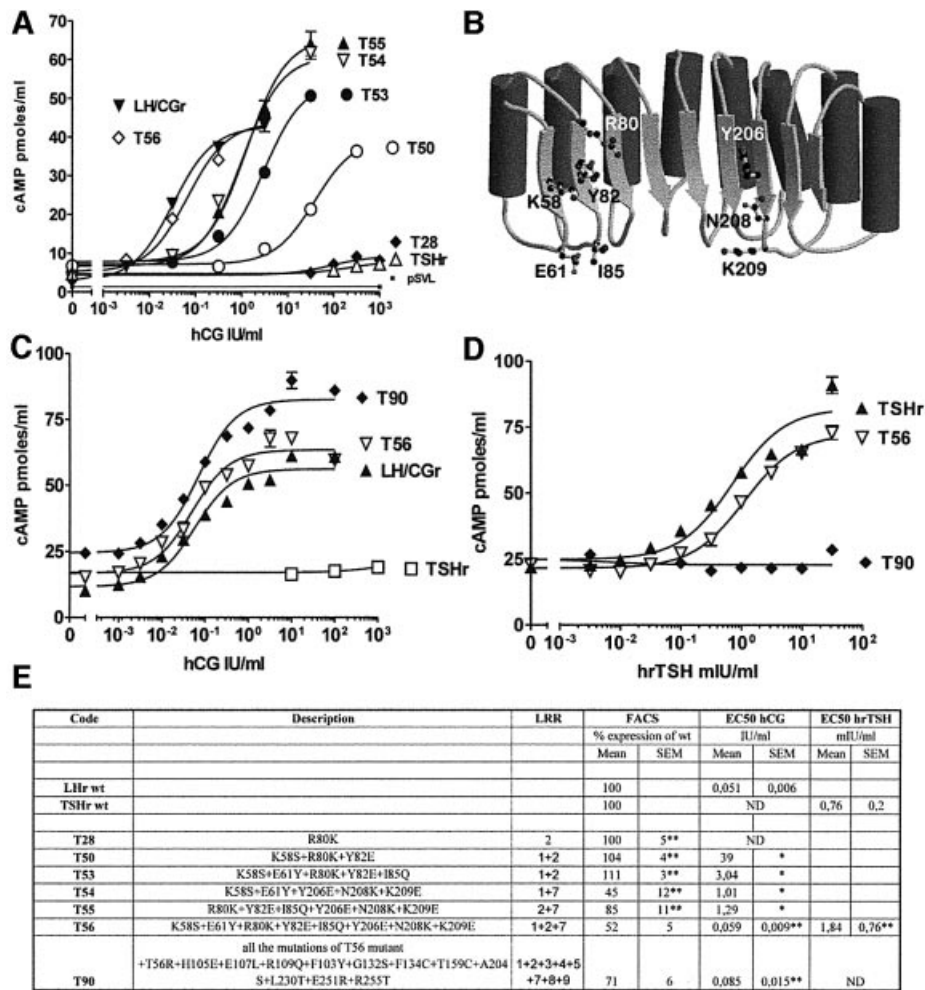 A
B
cAMP pmoles/ml
70
60
50
40
30
20
10
0
LH/CGr
T56
T55
T54
T53
T50
T28
TSHr
pSVL
0 10-3 10-2 10-1 100 101 102 103
hCG IU/ml
R80
Y206
K58
Y82
N208
E61
I85
K209
C
D
cAMP pmoles/ml
100
75
50
25
0
T90
T56
LH/CGr
TSHr
0 10-3 10-2 10-1 100 101 102 103
hCG IU/ml
cAMP pmoles/ml
100
75
50
25
0
TSHr
T56
T90
0 10-3 10-2 10-1 100 101 102
hrTSH mIU/ml
E
Code Description LRR FACS EC50 hCG EC50 hrTSH
% expression of wt IU/ml mIU/ml
Mean SEM Mean SEM Mean SEM
LHr wt 100 0,051 0,006
TSHr wt 100 ND 0,76 0,2
T28 R80K 2 100 5** ND
T50 K58S+R80K+Y82E 1+2 104 4** 39 *
T53 K58S+E61Y+R80K+Y82E+I85Q 1+2 111 3** 3,04 *
T54 K58S+E61Y+Y206E+N208K+K209E 1+7 45 12** 1,01 *
T55 R80K+Y82E+I85Q+Y206E+N208K+K209E 2+7 85 11** 1,29 *
T56 K58S+E61Y+R80K+Y82E+I85Q+Y206E+N208K+K209E 1+2+7 52 5 0,059 0,009** 1,84 0,76**
all the mutations of T56 mutant
+T56R+H105E+E107L+R109Q+F103Y+G132S+F134C+T159C+A204 1+2+3+4+5
T90 S+L230T+E251R+R255T +7+8+9 71 6 0,085 0,015** ND